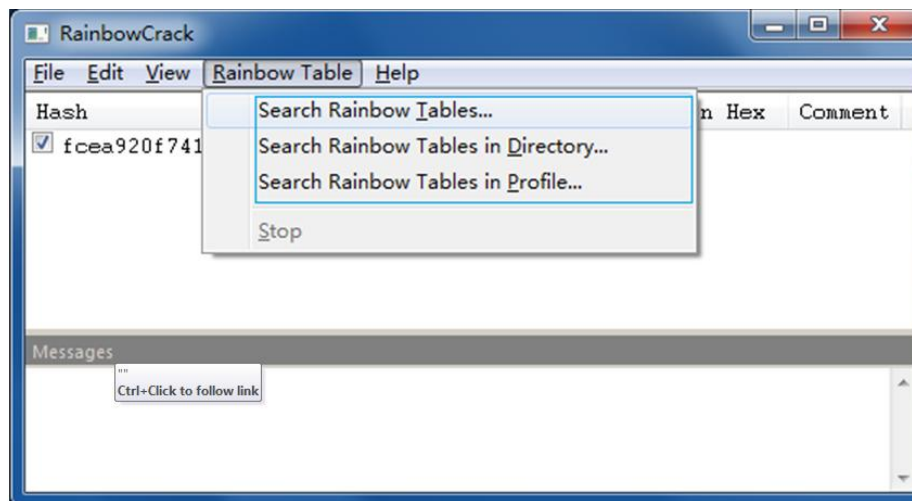 RainbowCrack
File Edit View Rainbow Table Help
Hash n Hex Comment
fcea920f741
Search Rainbow Tables...
Search Rainbow Tables in Directory...
Search Rainbow Tables in Profile...
Stop
Messages
""
Ctrl+Click to follow link